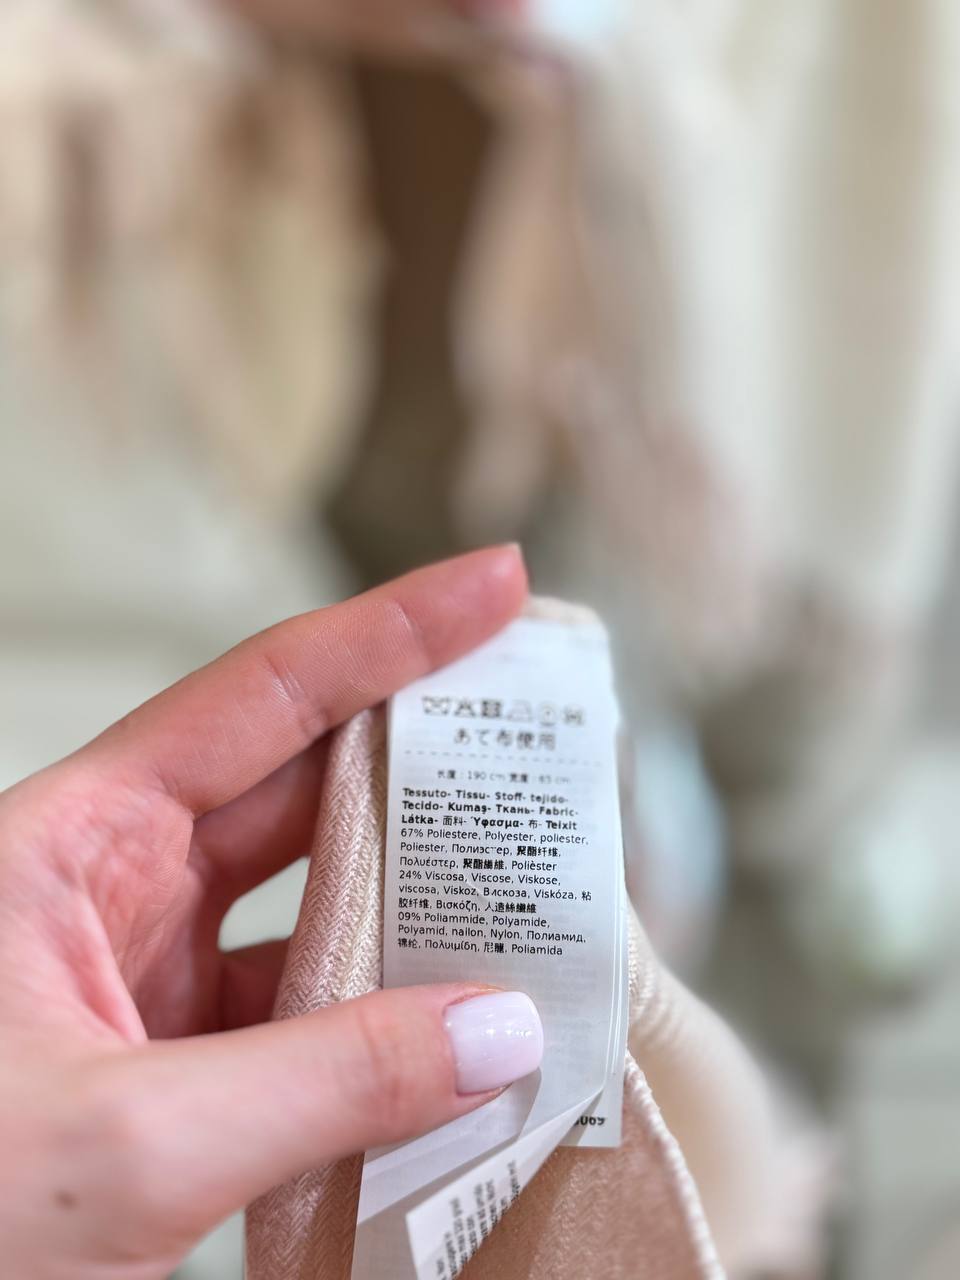 あて布使用
长度 : 190 cm 宽度 : 65 cm
Tessuto- Tissu- Stoff- tejido-
Tecido- Kumaş- Ткань- Fabric-
Látka- 面料- Ύφασμα- 布- Teixit
67% Poliestere, Polyester, poliester,
Poliester, Полиэстер, 聚酯纤维,
Πολυέστερ, 聚酯纖維, Polièster
24% Viscosa, Viscose, Viskose,
viscosa, Viskoz, Вискоза, Viskóza, 粘
胶纤维, Βισκόζη, 人造絲纖維
09% Poliammide, Polyamide,
Polyamid, nailon, Nylon, Полиамид,
锦纶, Πολυιμίδη, 尼龍, Poliamida